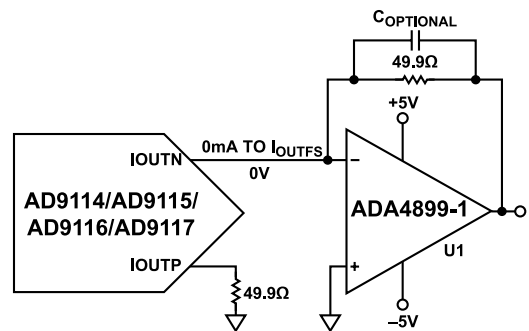 COPTIONAL
49.9Ω
+5V
0mA TO IOUTFS
0V
IOUTN
AD9114/AD9115/
AD9116/AD9117
IOUTP
49.9Ω
−
+
ADA4899-1
U1
–5V